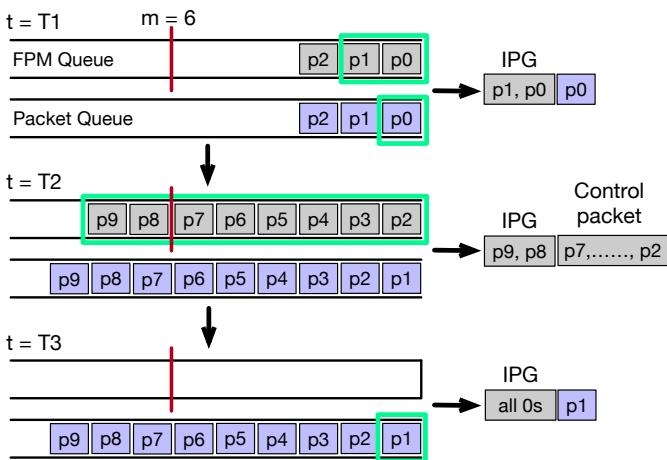 t = T1
m = 6
FPM Queue
p2 p1 p0
IPG
p1, p0 p0
Packet Queue
p2 p1 p0
t = T2
p9 p8 p7 p6 p5 p4 p3 p2
Control
packet
IPG
p9, p8 p7,......, p2
p9 p8 p7 p6 p5 p4 p3 p2 p1
t = T3
IPG
all 0s p1
p9 p8 p7 p6 p5 p4 p3 p2 p1